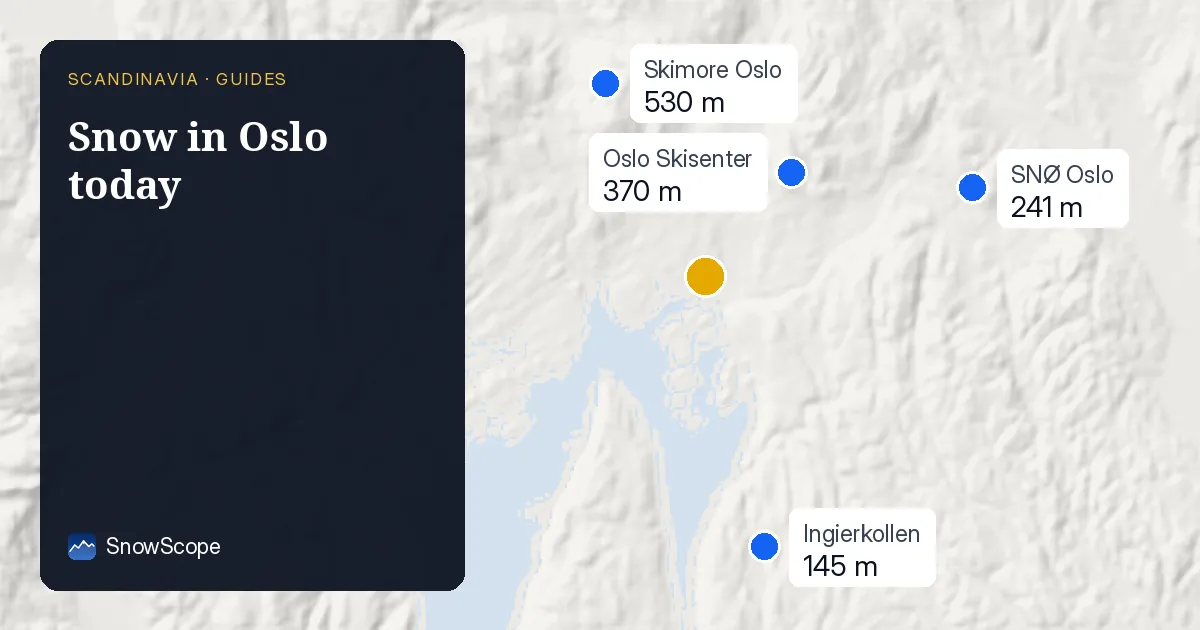 SCANDINAVIA · GUIDES
Snow in Oslo
today
SnowScope
Skimore Oslo
530 m
Oslo Skisenter
370 m
SNØ Oslo
241 m
Ingierkollen
145 m